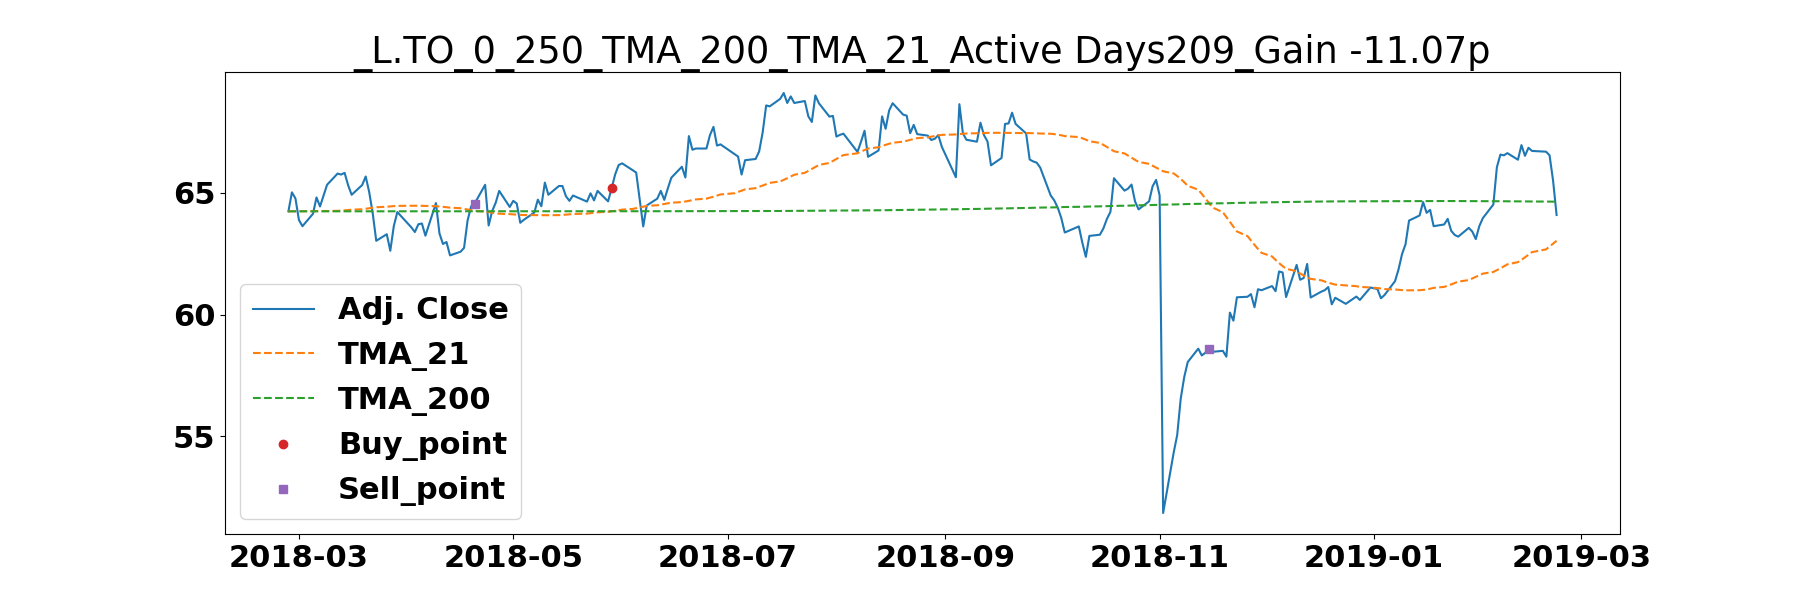 _L.TO_0_250_TMA_200_TMA_21_Active Days209_Gain -11.07p
65
60
55
Adj. Close
TMA_21
TMA_200
Buy_point
Sell_point
2018-03 2018-05 2018-07 2018-09 2018-11 2019-01 2019-03